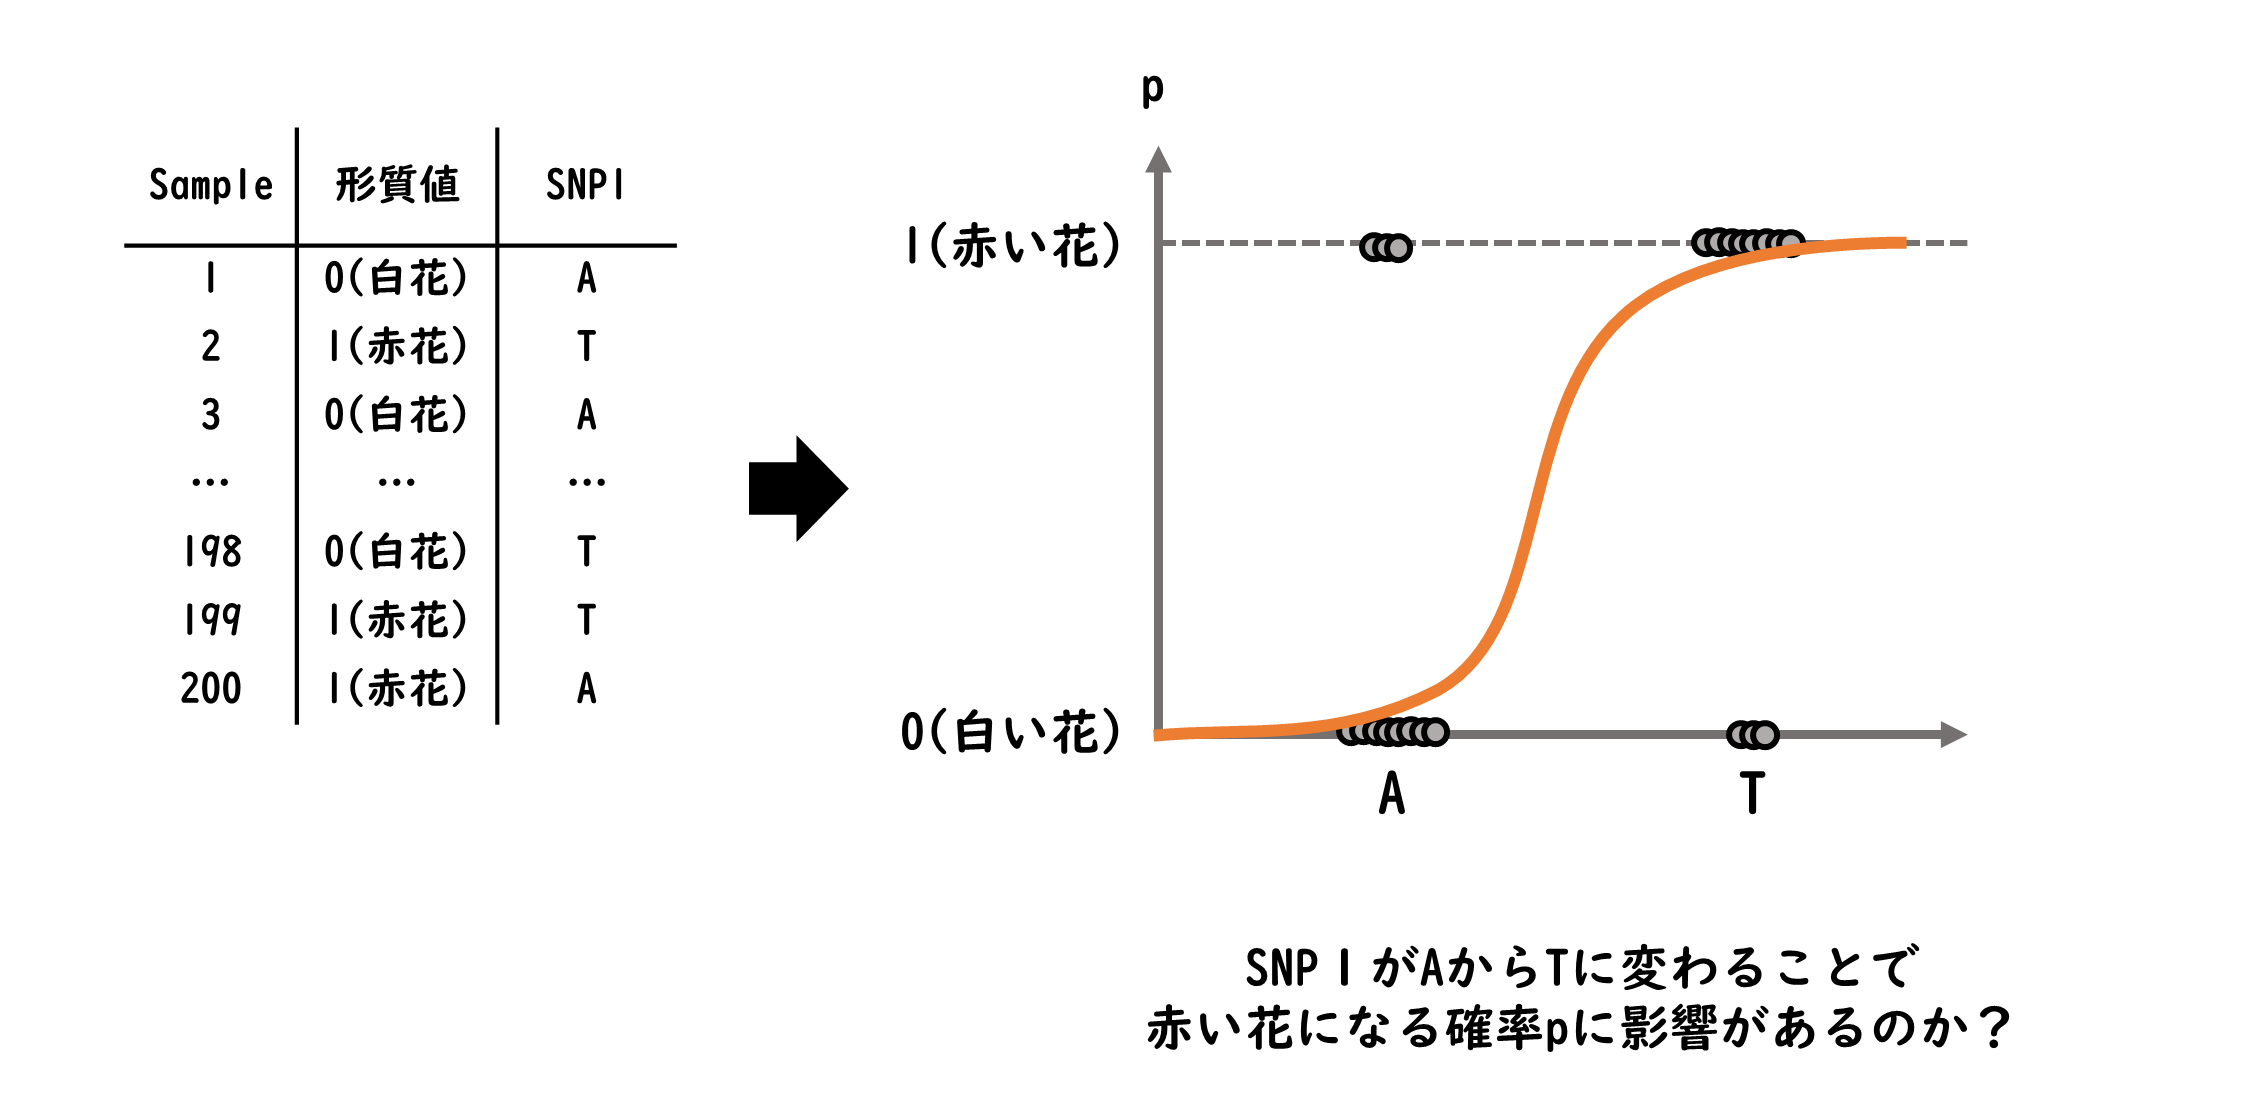 Sample 形質値 SNP1
1 0(白花) A
2 1(赤花) T
3 0(白花) A
… … …
198 0(白花) T
199 1(赤花) T
200 1(赤花) A
p
1(赤い花)
0(白い花)
A T
SNP1がAからTに変わることで
赤い花になる確率pに影響があるのか？